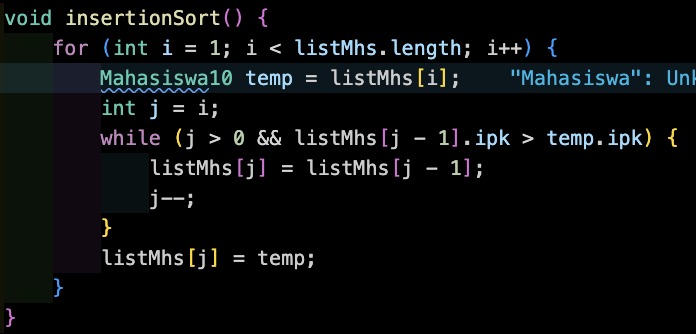 void insertionSort() {
for (int i = 1; i < listMhs.length; i++) {
Mahasiswa10 temp = listMhs[i]; "Mahasiswa": Unk
int j = i;
while (j > 0 && listMhs[j - 1].ipk > temp.ipk) {
listMhs[j] = listMhs[j - 1];
j--;
}
listMhs[j] = temp;
}
}